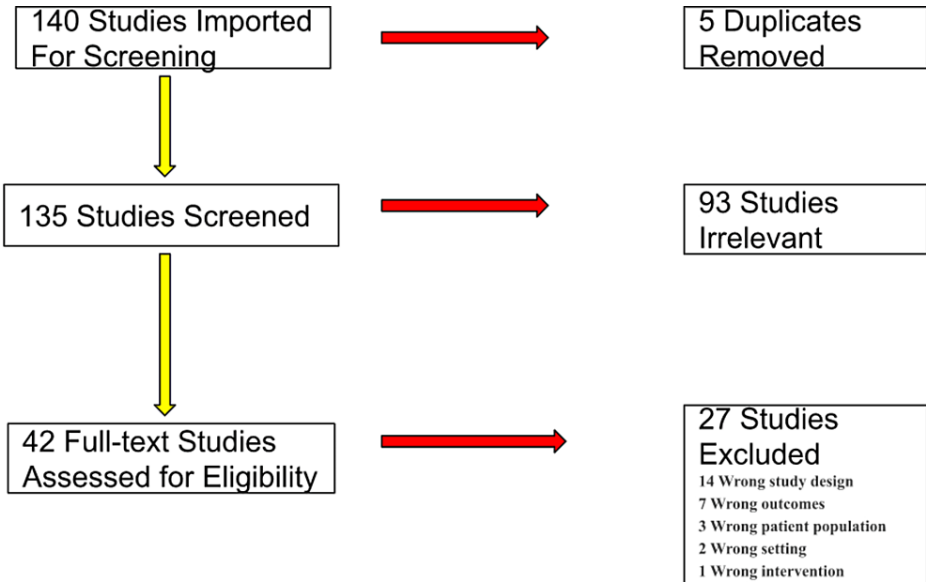 140 Studies Imported
For Screening
5 Duplicates
Removed
135 Studies Screened
93 Studies
Irrelevant
42 Full-text Studies
Assessed for Eligibility
27 Studies
Excluded
14 Wrong study design
7 Wrong outcomes
3 Wrong patient population
2 Wrong setting
1 Wrong intervention